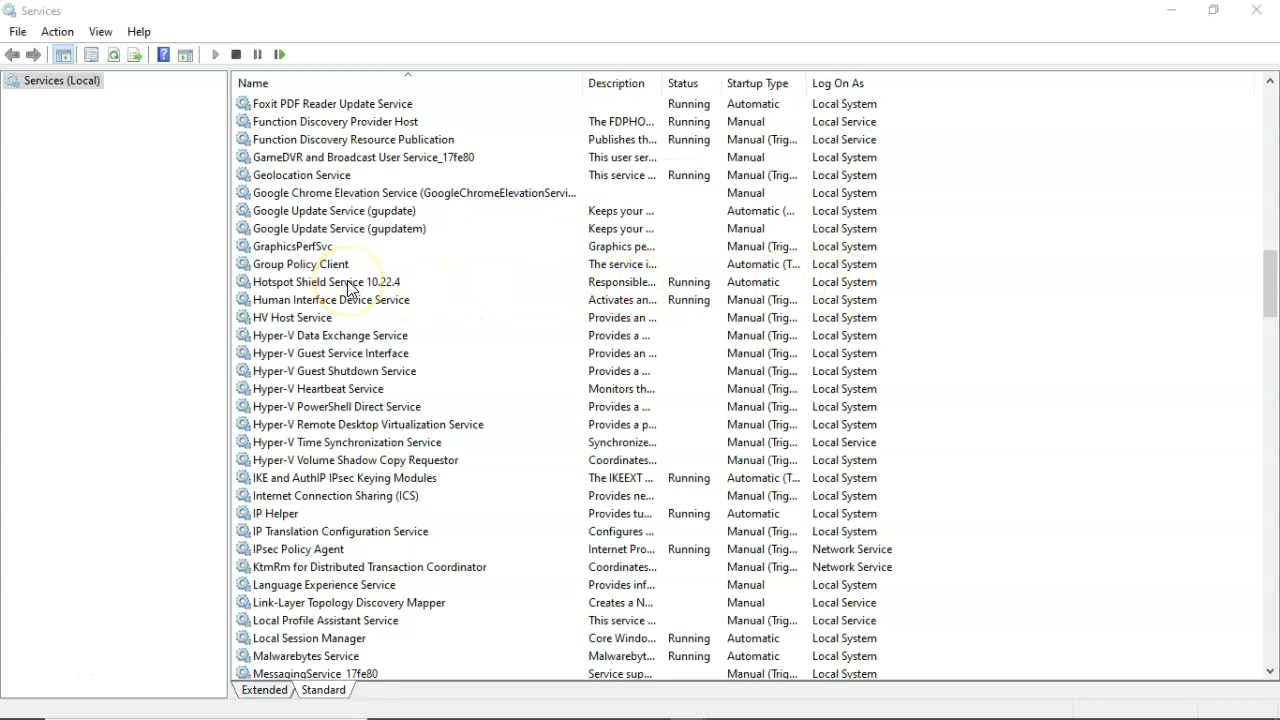 Services
File Action View Help
Services (Local)
Name Description Status Startup Type Log On As
Foxit PDF Reader Update Service Running Automatic Local System
Function Discovery Provider Host The FDPHO... Running Manual Local Service
Function Discovery Resource Publication Publishes th... Running Manual (Trig... Local Service
GameDVR and Broadcast User Service_17fe80 This user ser... Manual Local System
Geolocation Service This service ... Running Manual (Trig... Local System
Google Chrome Elevation Service (GoogleChromeElevationServi... Manual Local System
Google Update Service (gupdate) Keeps your ... Automatic (... Local System
Google Update Service (gupdatem) Keeps your ... Manual Local System
GraphicsPerfSvc Graphics pe... Manual (Trig... Local System
Group Policy Client The service i... Automatic (T... Local System
Hotspot Shield Service 10.22.4 Responsible... Running Automatic Local System
Human Interface Device Service Activates an... Running Manual (Trig... Local System
HV Host Service Provides an ... Manual (Trig... Local System
Hyper-V Data Exchange Service Provides a ... Manual (Trig... Local System
Hyper-V Guest Service Interface Provides an ... Manual (Trig... Local System
Hyper-V Guest Shutdown Service Provides a ... Manual (Trig... Local System
Hyper-V Heartbeat Service Monitors th... Manual (Trig... Local System
Hyper-V PowerShell Direct Service Provides a ... Manual (Trig... Local System
Hyper-V Remote Desktop Virtualization Service Provides a p... Manual (Trig... Local System
Hyper-V Time Synchronization Service Synchronize... Manual (Trig... Local Service
Hyper-V Volume Shadow Copy Requestor Coordinates... Manual (Trig... Local System
IKE and AuthIP IPsec Keying Modules The IKEEXT ... Running Automatic (T... Local System
Internet Connection Sharing (ICS) Provides ne... Manual (Trig... Local System
IP Helper Provides tu... Running Automatic Local System
IP Translation Configuration Service Configures ... Manual (Trig... Local System
IPsec Policy Agent Internet Pro... Running Manual (Trig... Network Service
KtmRm for Distributed Transaction Coordinator Coordinates... Manual (Trig... Network Service
Language Experience Service Provides inf... Manual Local System
Link-Layer Topology Discovery Mapper Creates a N... Manual Local Service
Local Profile Assistant Service This service ... Manual (Trig... Local Service
Local Session Manager Core Windo... Running Automatic Local System
Malwarebytes Service Malwarebyt... Running Automatic Local System
MessagingService_17fe80 Service sup... Manual (Trig... Local System
Extended Standard